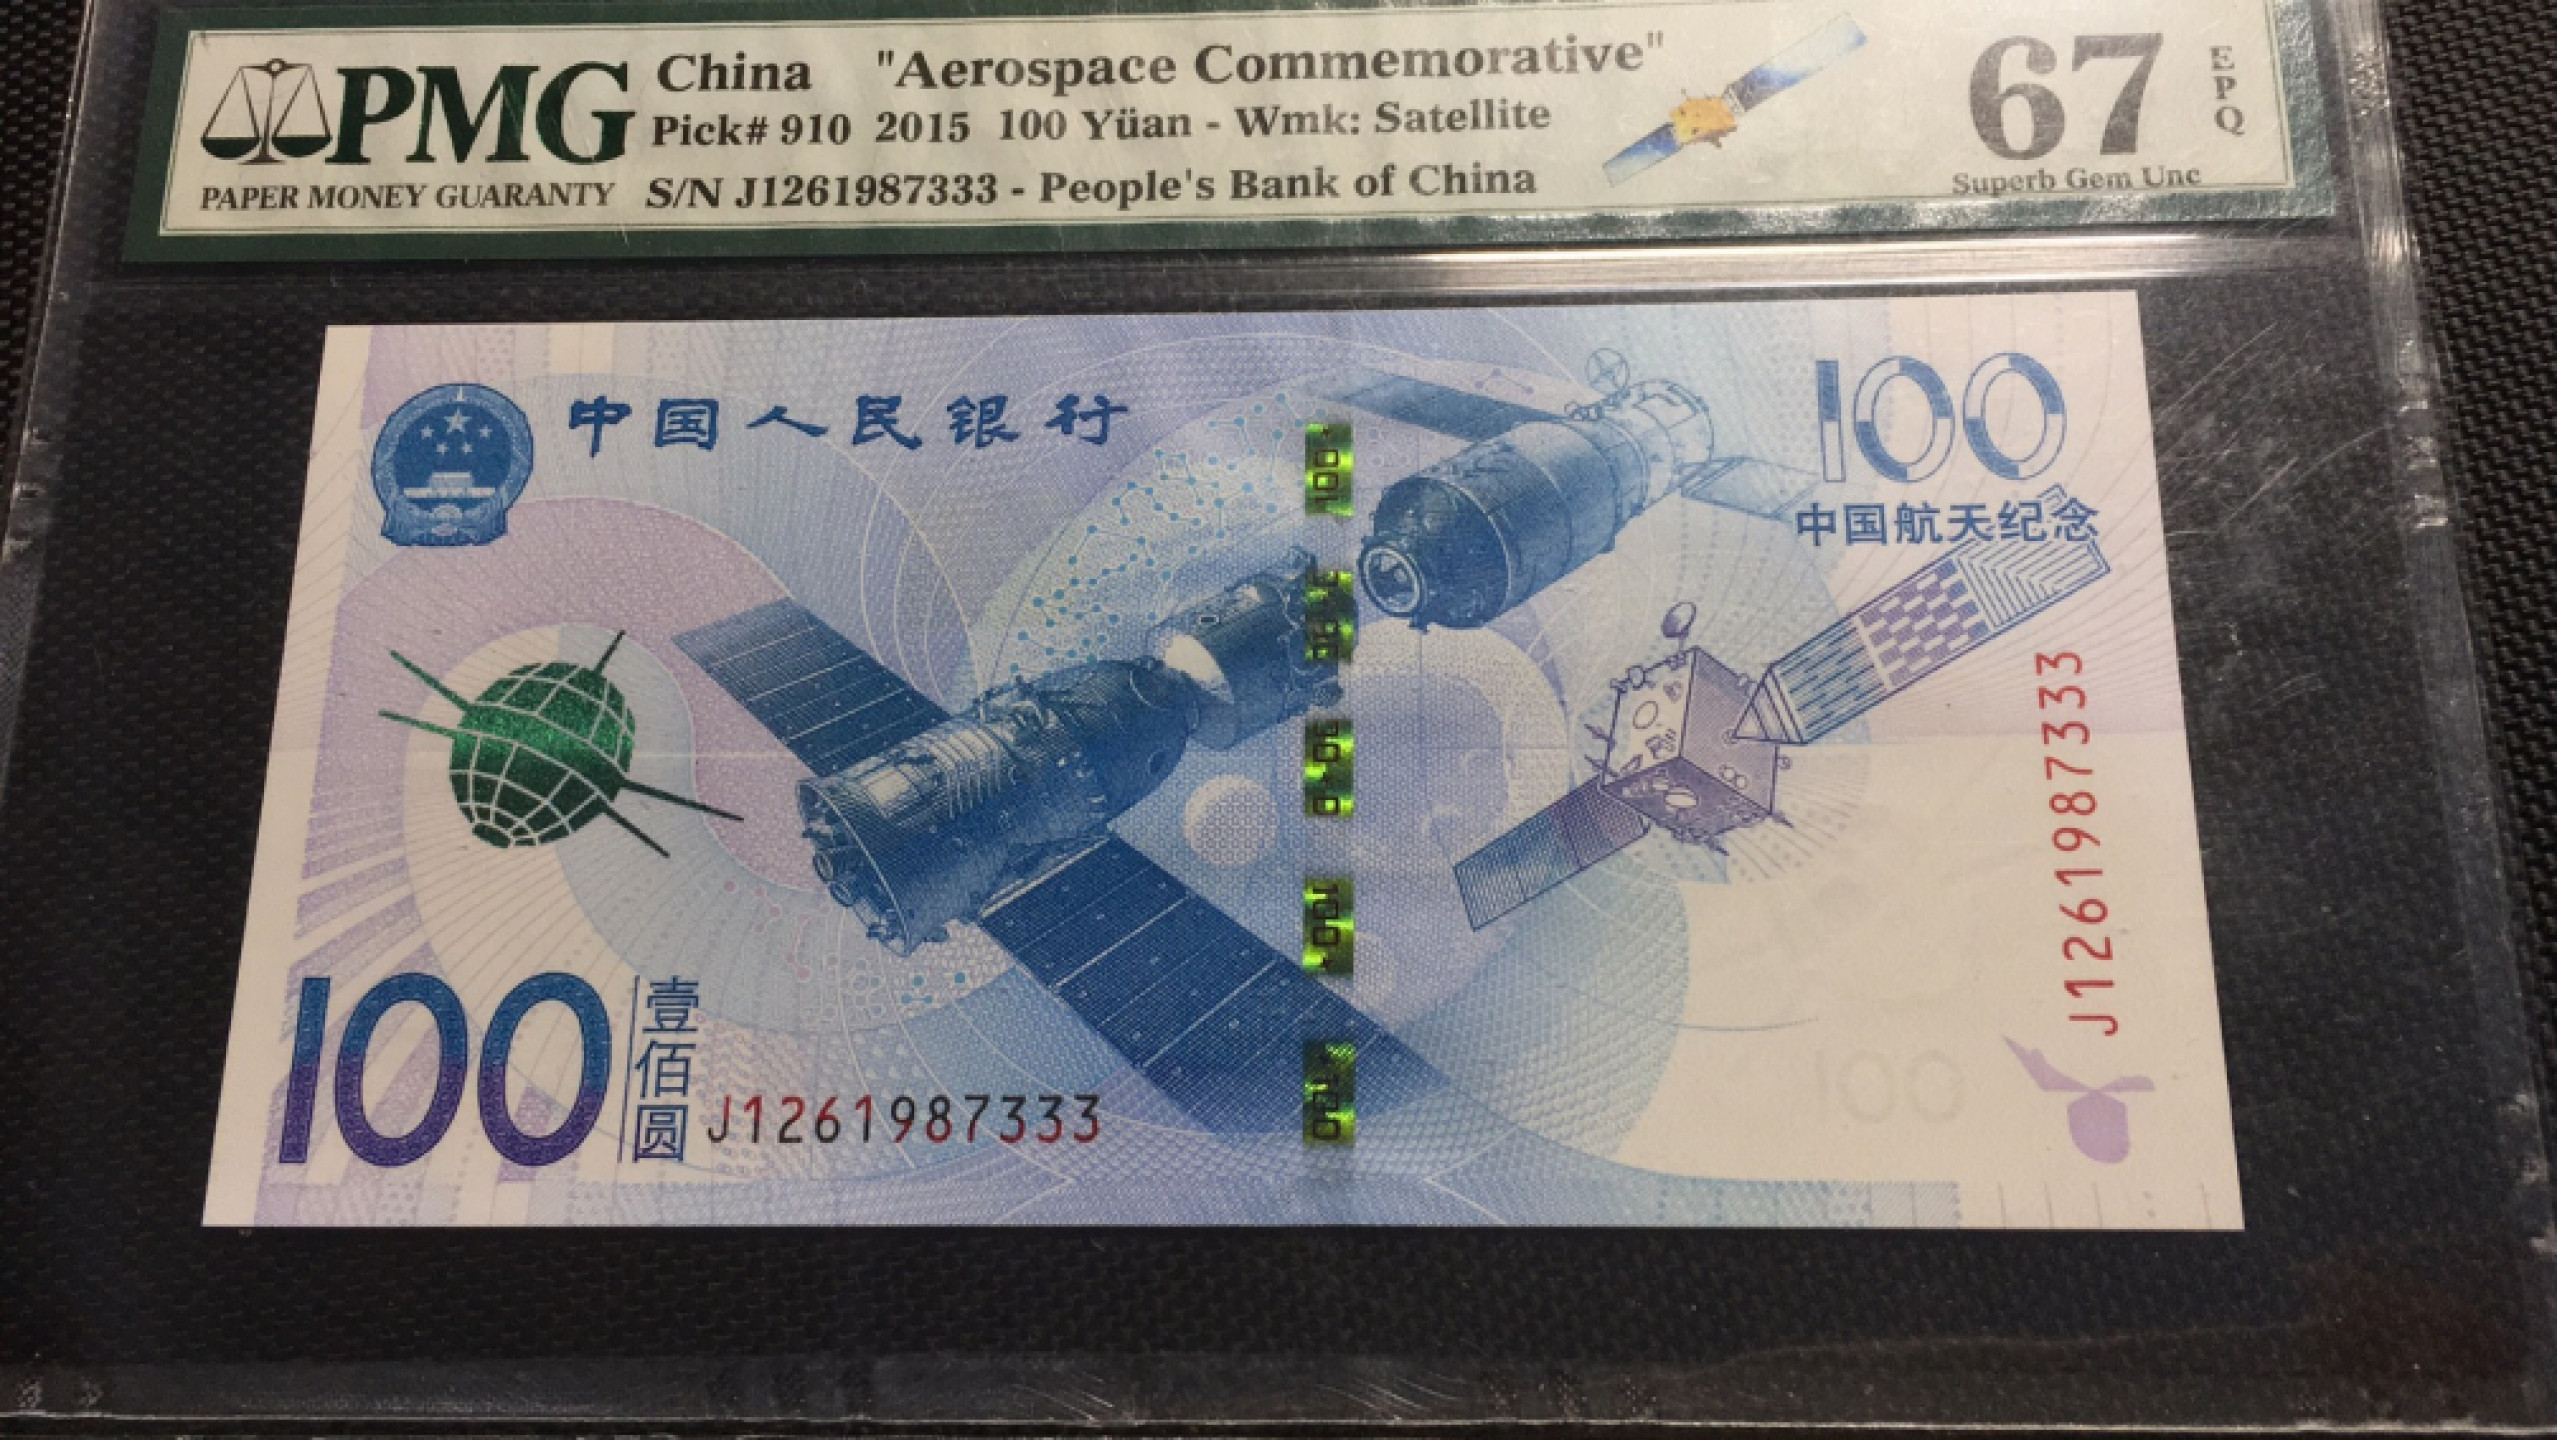 PMG
PAPER MONEY GUARANTY
China "Aerospace Commemorative"
Pick# 910 2015 100 Yüan - Wmk: Satellite
S/N J1261987333 - People's Bank of China
67
EPQ
Superb Gem Unc
中国人民银行
100
中国航天纪念
J1261987333
100
壹佰圆
J1261987333
100